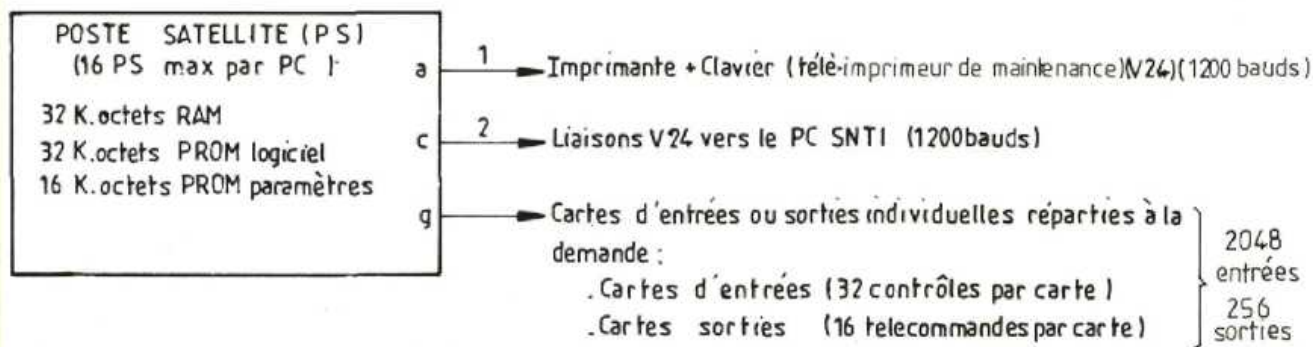 POSTE SATELLITE (PS)
(16 PS max par PC )
32 K.octets RAM
32 K.octets PROM logiciel
16 K.octets PROM paramètres
a
1
Imprimante + Clavier (télè-imprimeur de maintenance)(V24)(1200 bauds)
c
2
Liaisons V24 vers le PC SNTI (1200bauds)
g
Cartes d'entrées ou sorties individuelles réparties à la
demande :
. Cartes d'entrées (32 contrôles par carte )
. Cartes sorties (16 telecommandes par carte )
2048
entrées
256
sorties